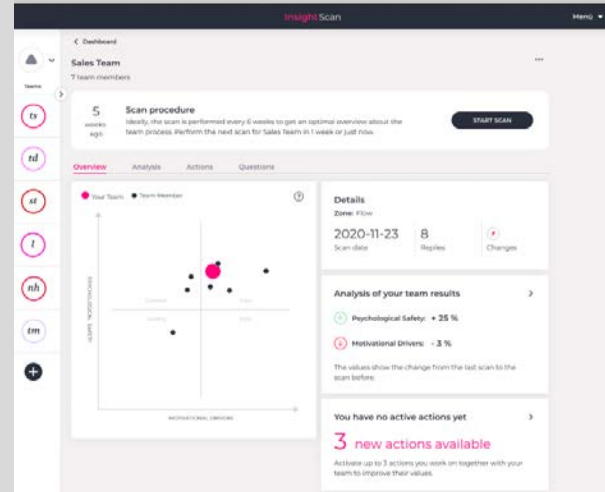 InsightScan
Menü
Dashboard
Sales Team
7 team members
Teams
5
weeks
ago
Scan procedure
Ideally, the scan is performed every 6 weeks to get an optimal overview about the
team process. Perform the next scan for Sales Team in 1 week or just now.
START SCAN
ts
td
st
l
nh
tm
Overview
Analysis
Actions
Questions
Your Team
Team Member
PSYCHOLOGICAL SAFETY
MOTIVATIONAL DRIVERS
Details
Zone: Flow
2020-11-23
Scan date
8
Replies
Changes
Analysis of your team results
Psychological Safety: + 25 %
Motivational Drivers: - 3 %
The values show the change from the last scan to the
scan before.
You have no active actions yet
3 new actions available
Activate up to 3 actions you work on together with your
team to improve their values.